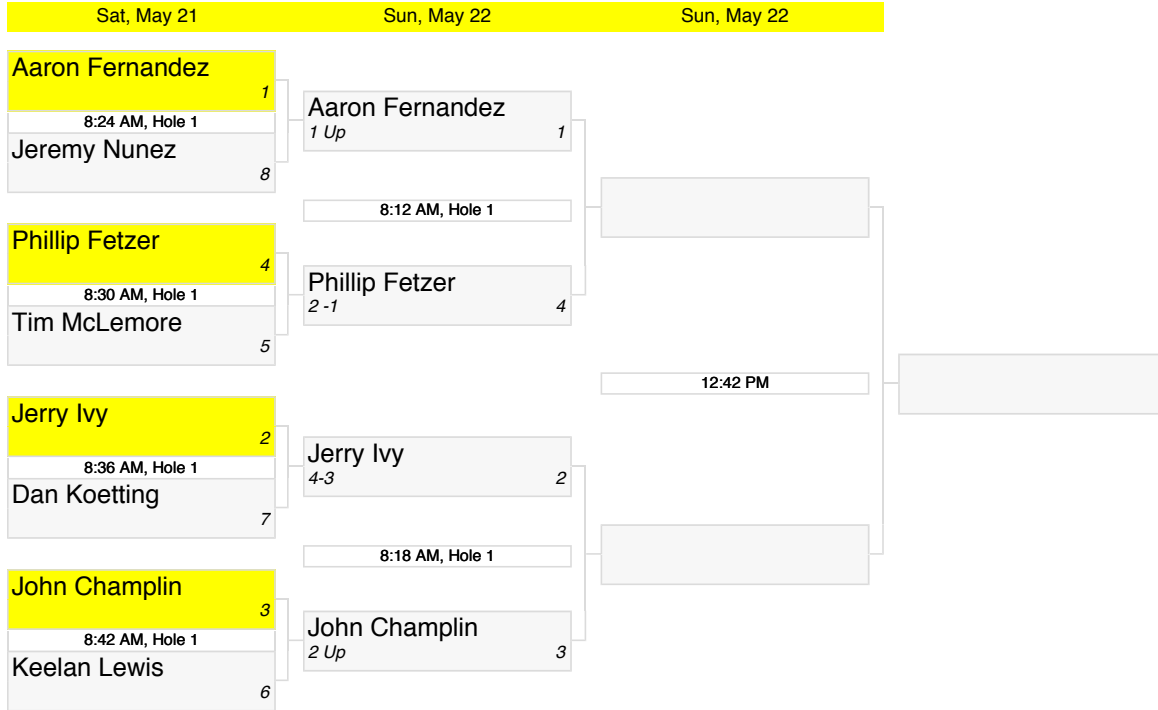 Sat, May 21
Sun, May 22
Sun, May 22
Aaron Fernandez
1
8:24 AM, Hole 1
Jeremy Nunez
8
Phillip Fetzer
4
8:30 AM, Hole 1
Tim McLemore
5
Jerry Ivy
2
8:36 AM, Hole 1
Dan Koetting
7
John Champlin
3
8:42 AM, Hole 1
Keelan Lewis
6
Aaron Fernandez
1 Up 1
8:12 AM, Hole 1
Phillip Fetzer
2 -1 4
Jerry Ivy
4-3 2
8:18 AM, Hole 1
John Champlin
2 Up 3
12:42 PM